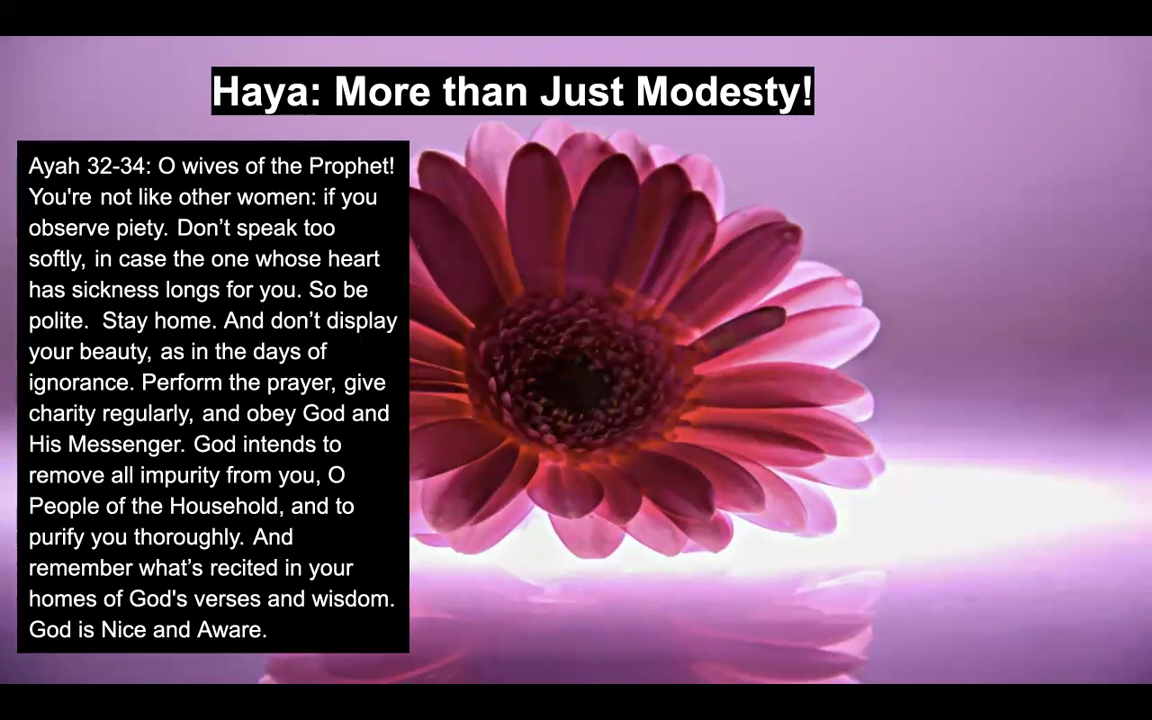 Haya: More than Just Modesty!
Ayah 32-34: O wives of the Prophet!
You're not like other women: if you
observe piety. Don’t speak too
softly, in case the one whose heart
has sickness longs for you. So be
polite.  Stay home. And don’t display
your beauty, as in the days of
ignorance. Perform the prayer, give
charity regularly, and obey God and
His Messenger. God intends to
remove all impurity from you, O
People of the Household, and to
purify you thoroughly. And
remember what’s recited in your
homes of God's verses and wisdom.
God is Nice and Aware.